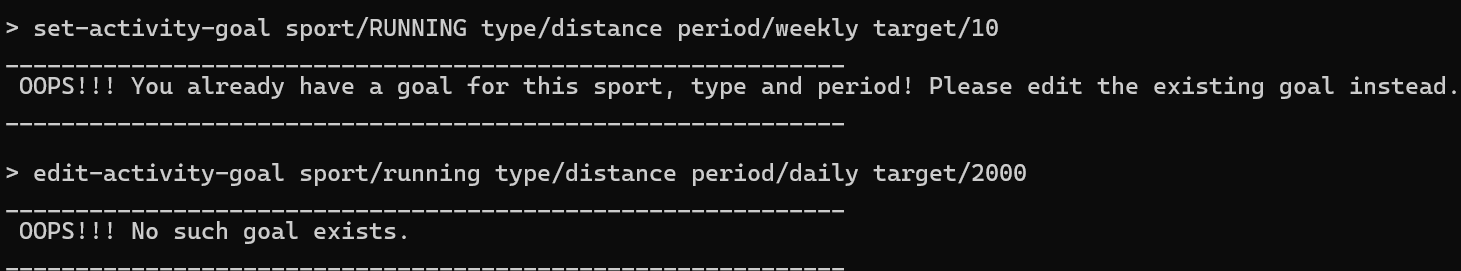 > set-activity-goal sport/RUNNING type/distance period/weekly target/10
____________________________________________________________
 OOPS!!! You already have a goal for this sport, type and period! Please edit the existing goal instead.
____________________________________________________________
> edit-activity-goal sport/running type/distance period/daily target/2000
____________________________________________________________
 OOPS!!! No such goal exists.
____________________________________________________________